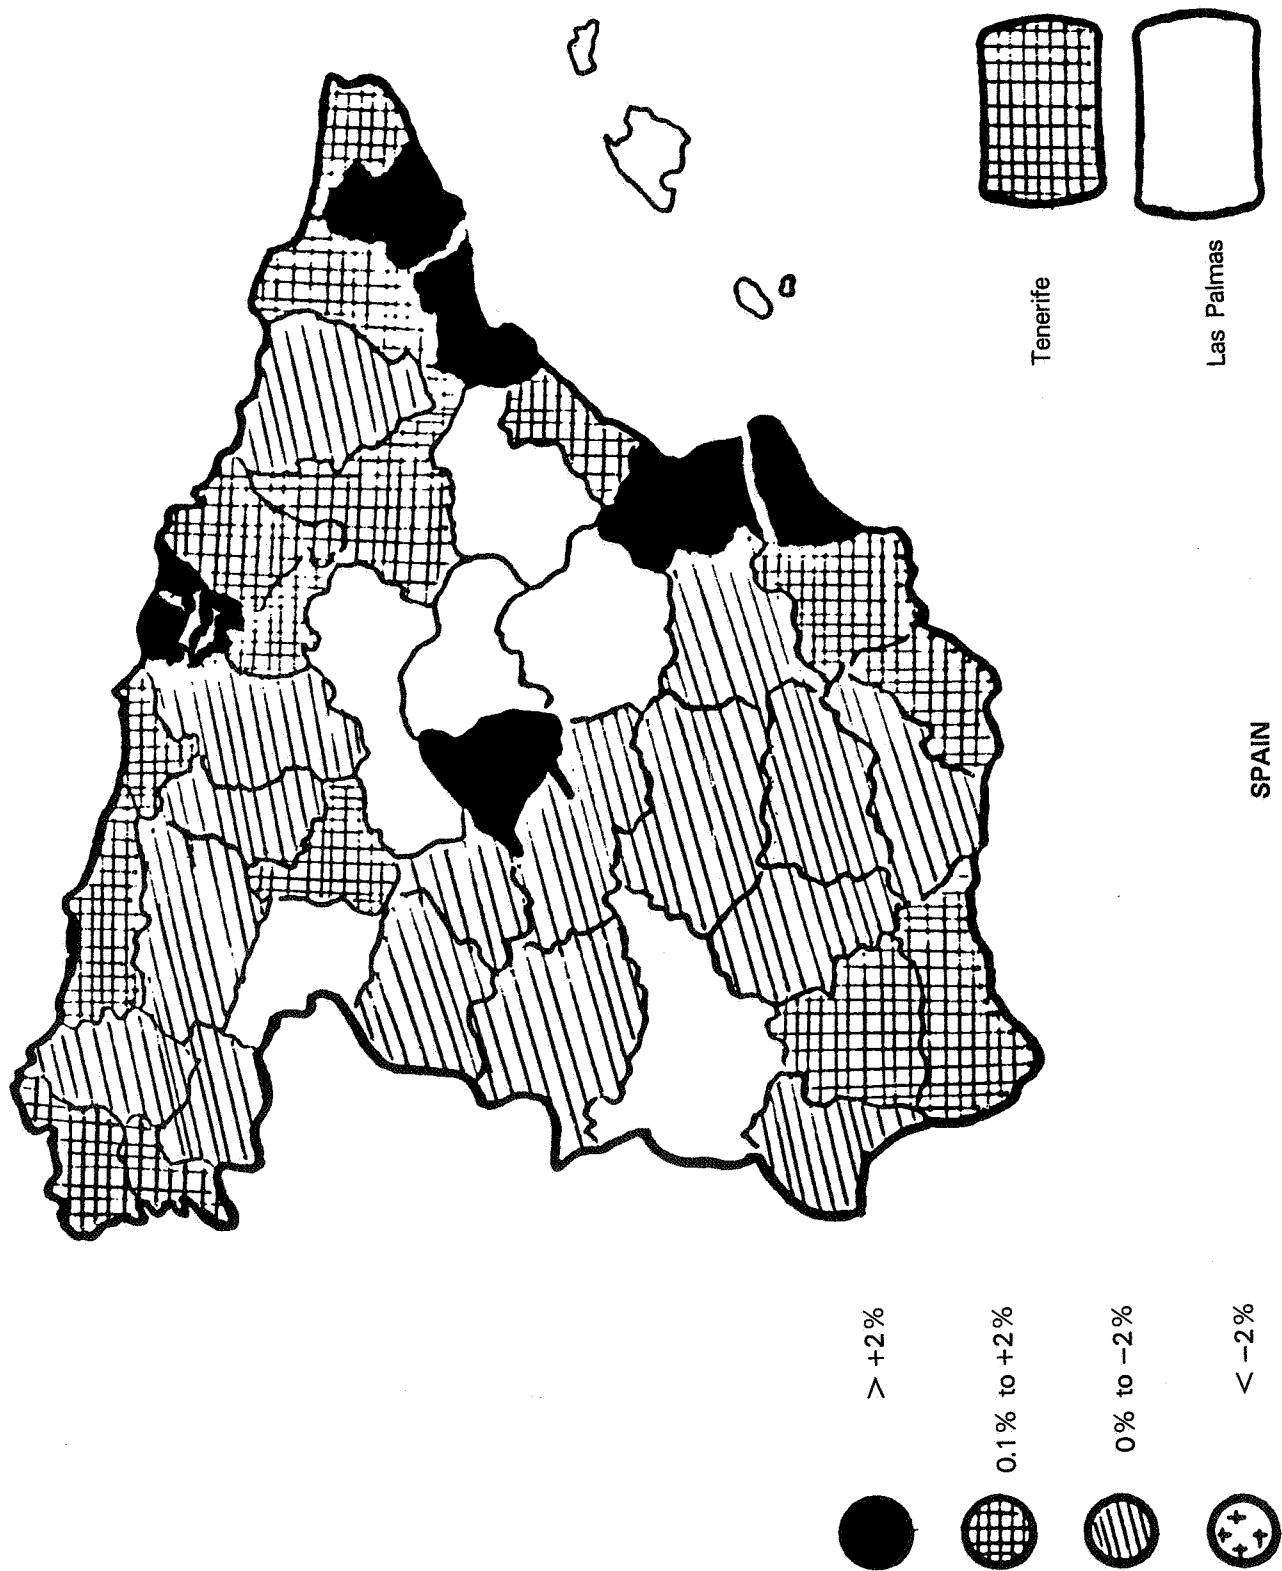 Tenerife
Las Palmas
SPAIN
> +2%
0.1% to +2%
0% to −2%
< −2%